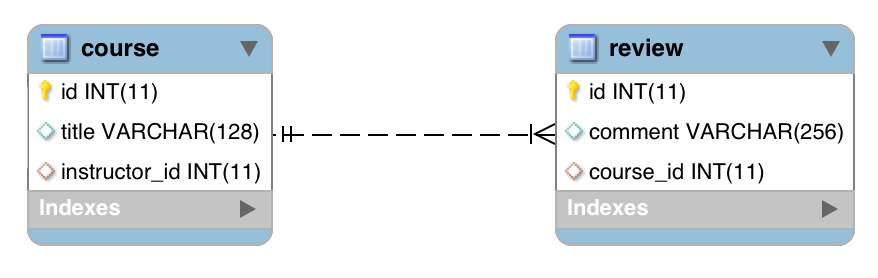 course
id INT(11)
title VARCHAR(128)
instructor_id INT(11)
Indexes
review
id INT(11)
comment VARCHAR(256)
course_id INT(11)
Indexes